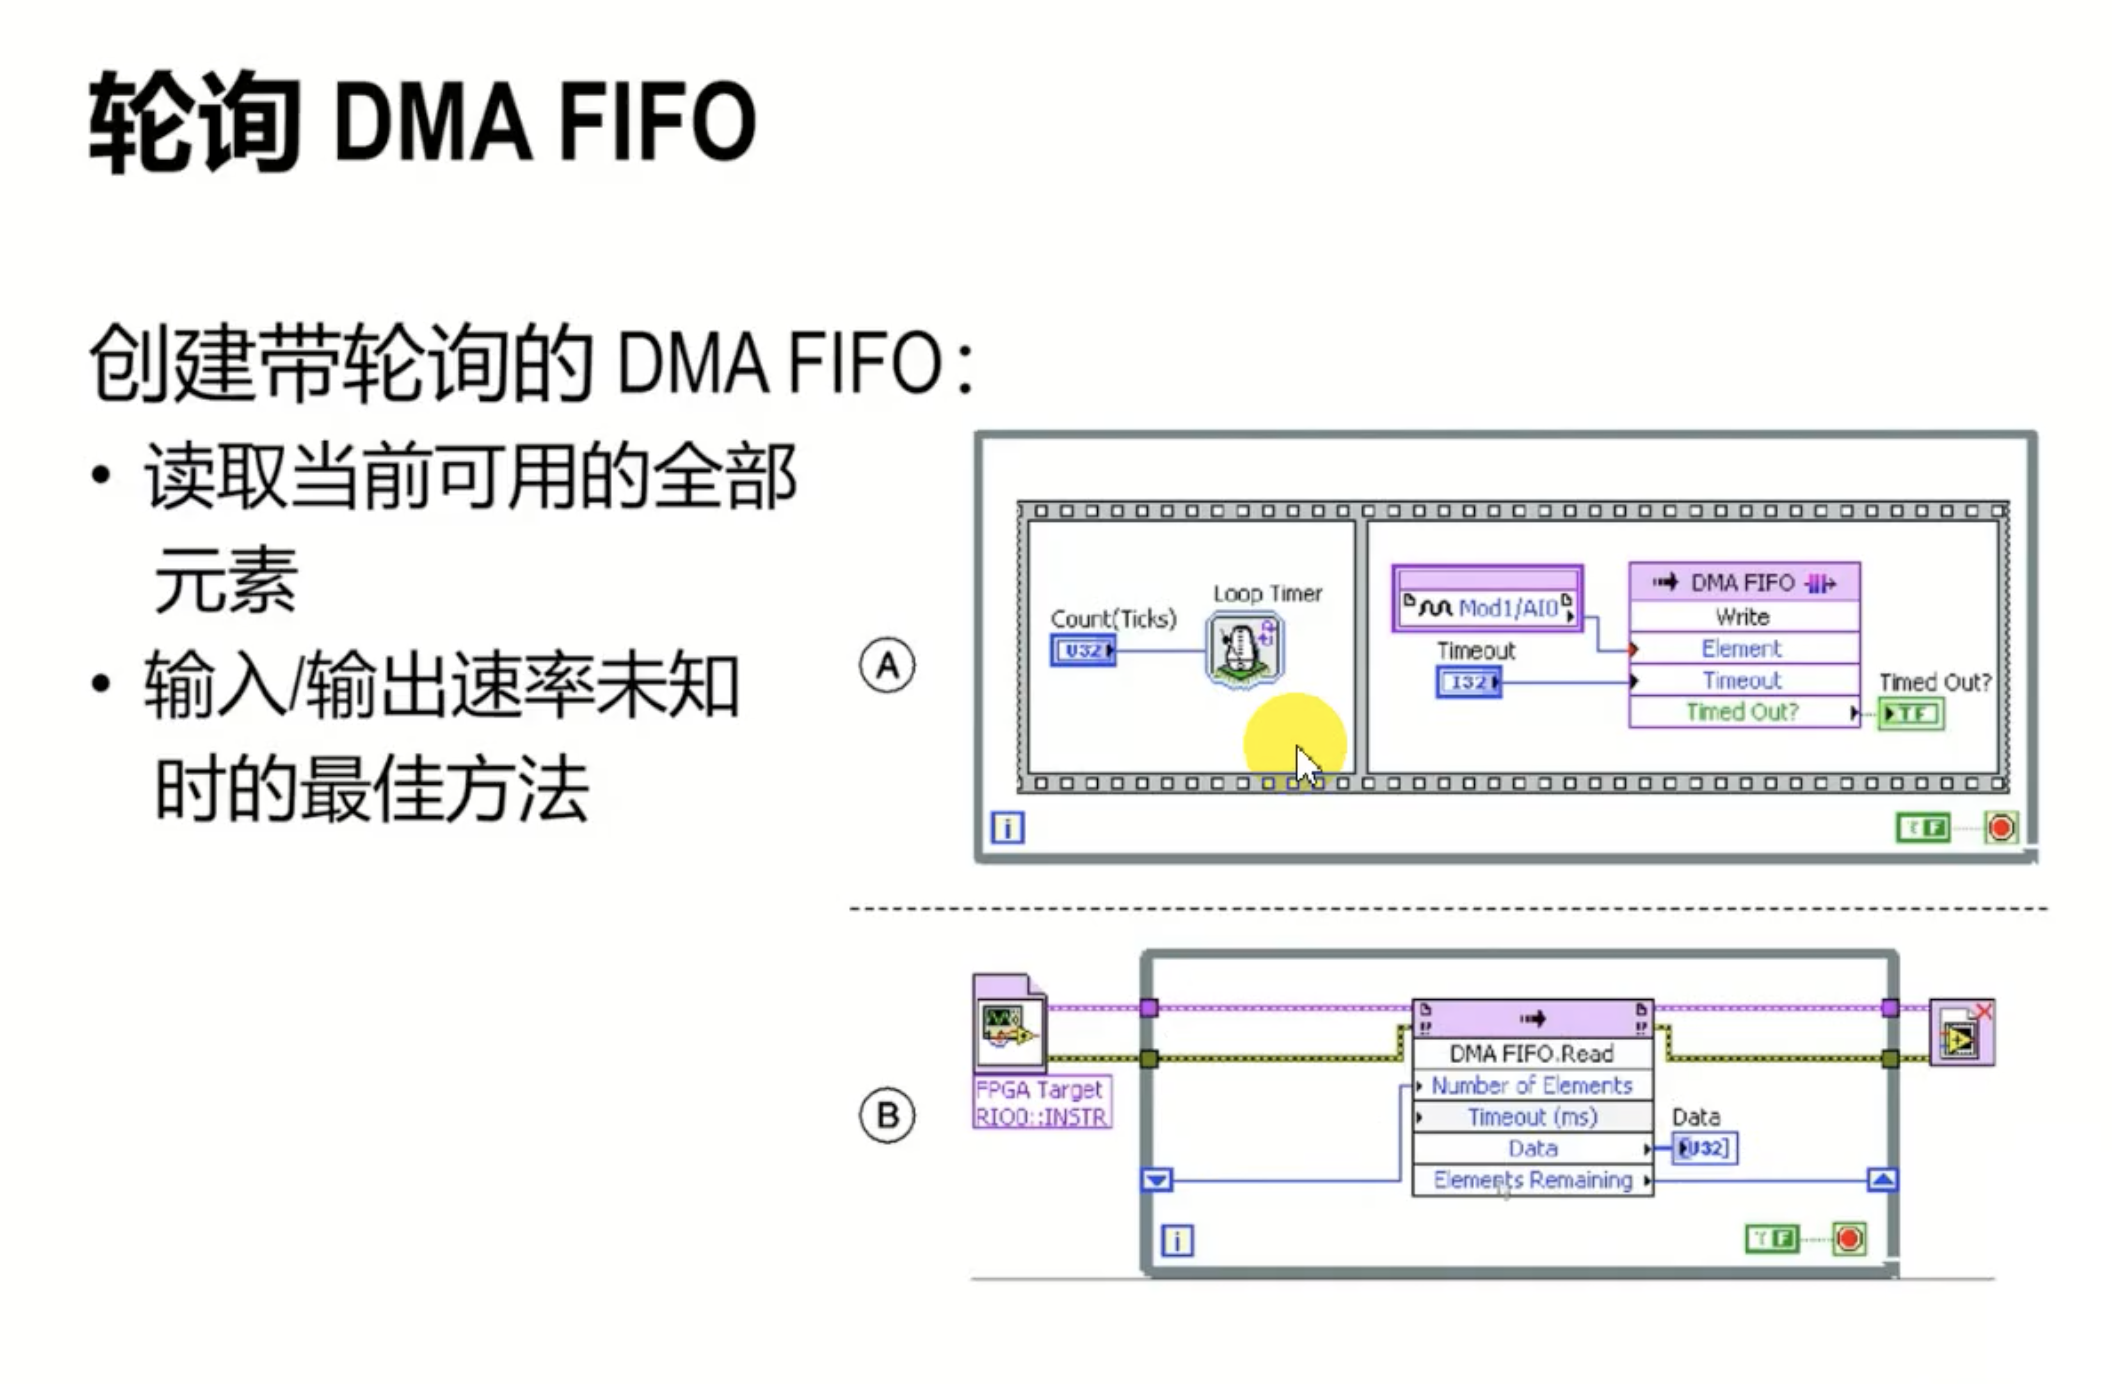 轮询 DMA FIFO
创建带轮询的 DMA FIFO：
• 读取当前可用的全部
元素
• 输入/输出速率未知
时的最佳方法
A
Count(Ticks)
U32
Loop Timer
Mod1/AI0
Timeout
I32
DMA FIFO
Write
Element
Timeout
Timed Out?
Timed Out?
TF
i
F
B
FPGA Target
RIO0::INSTR
DMA FIFO.Read
Number of Elements
Timeout (ms)
Data
Elements Remaining
Data
[U32]
i
F